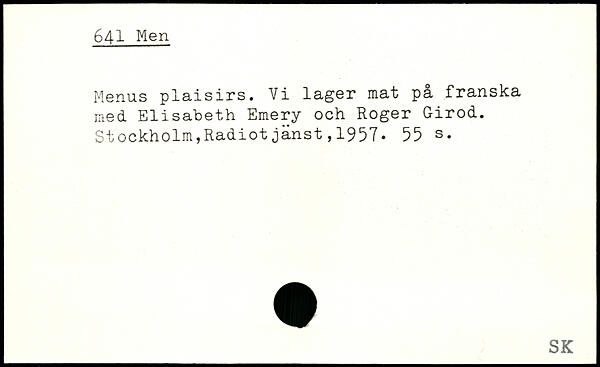 641 Men
Menus plaisirs. Vi lager mat på franska
med Elisabeth Emery och Roger Girod.
Stockholm,Radiotjänst,1957. 55 s.
SK